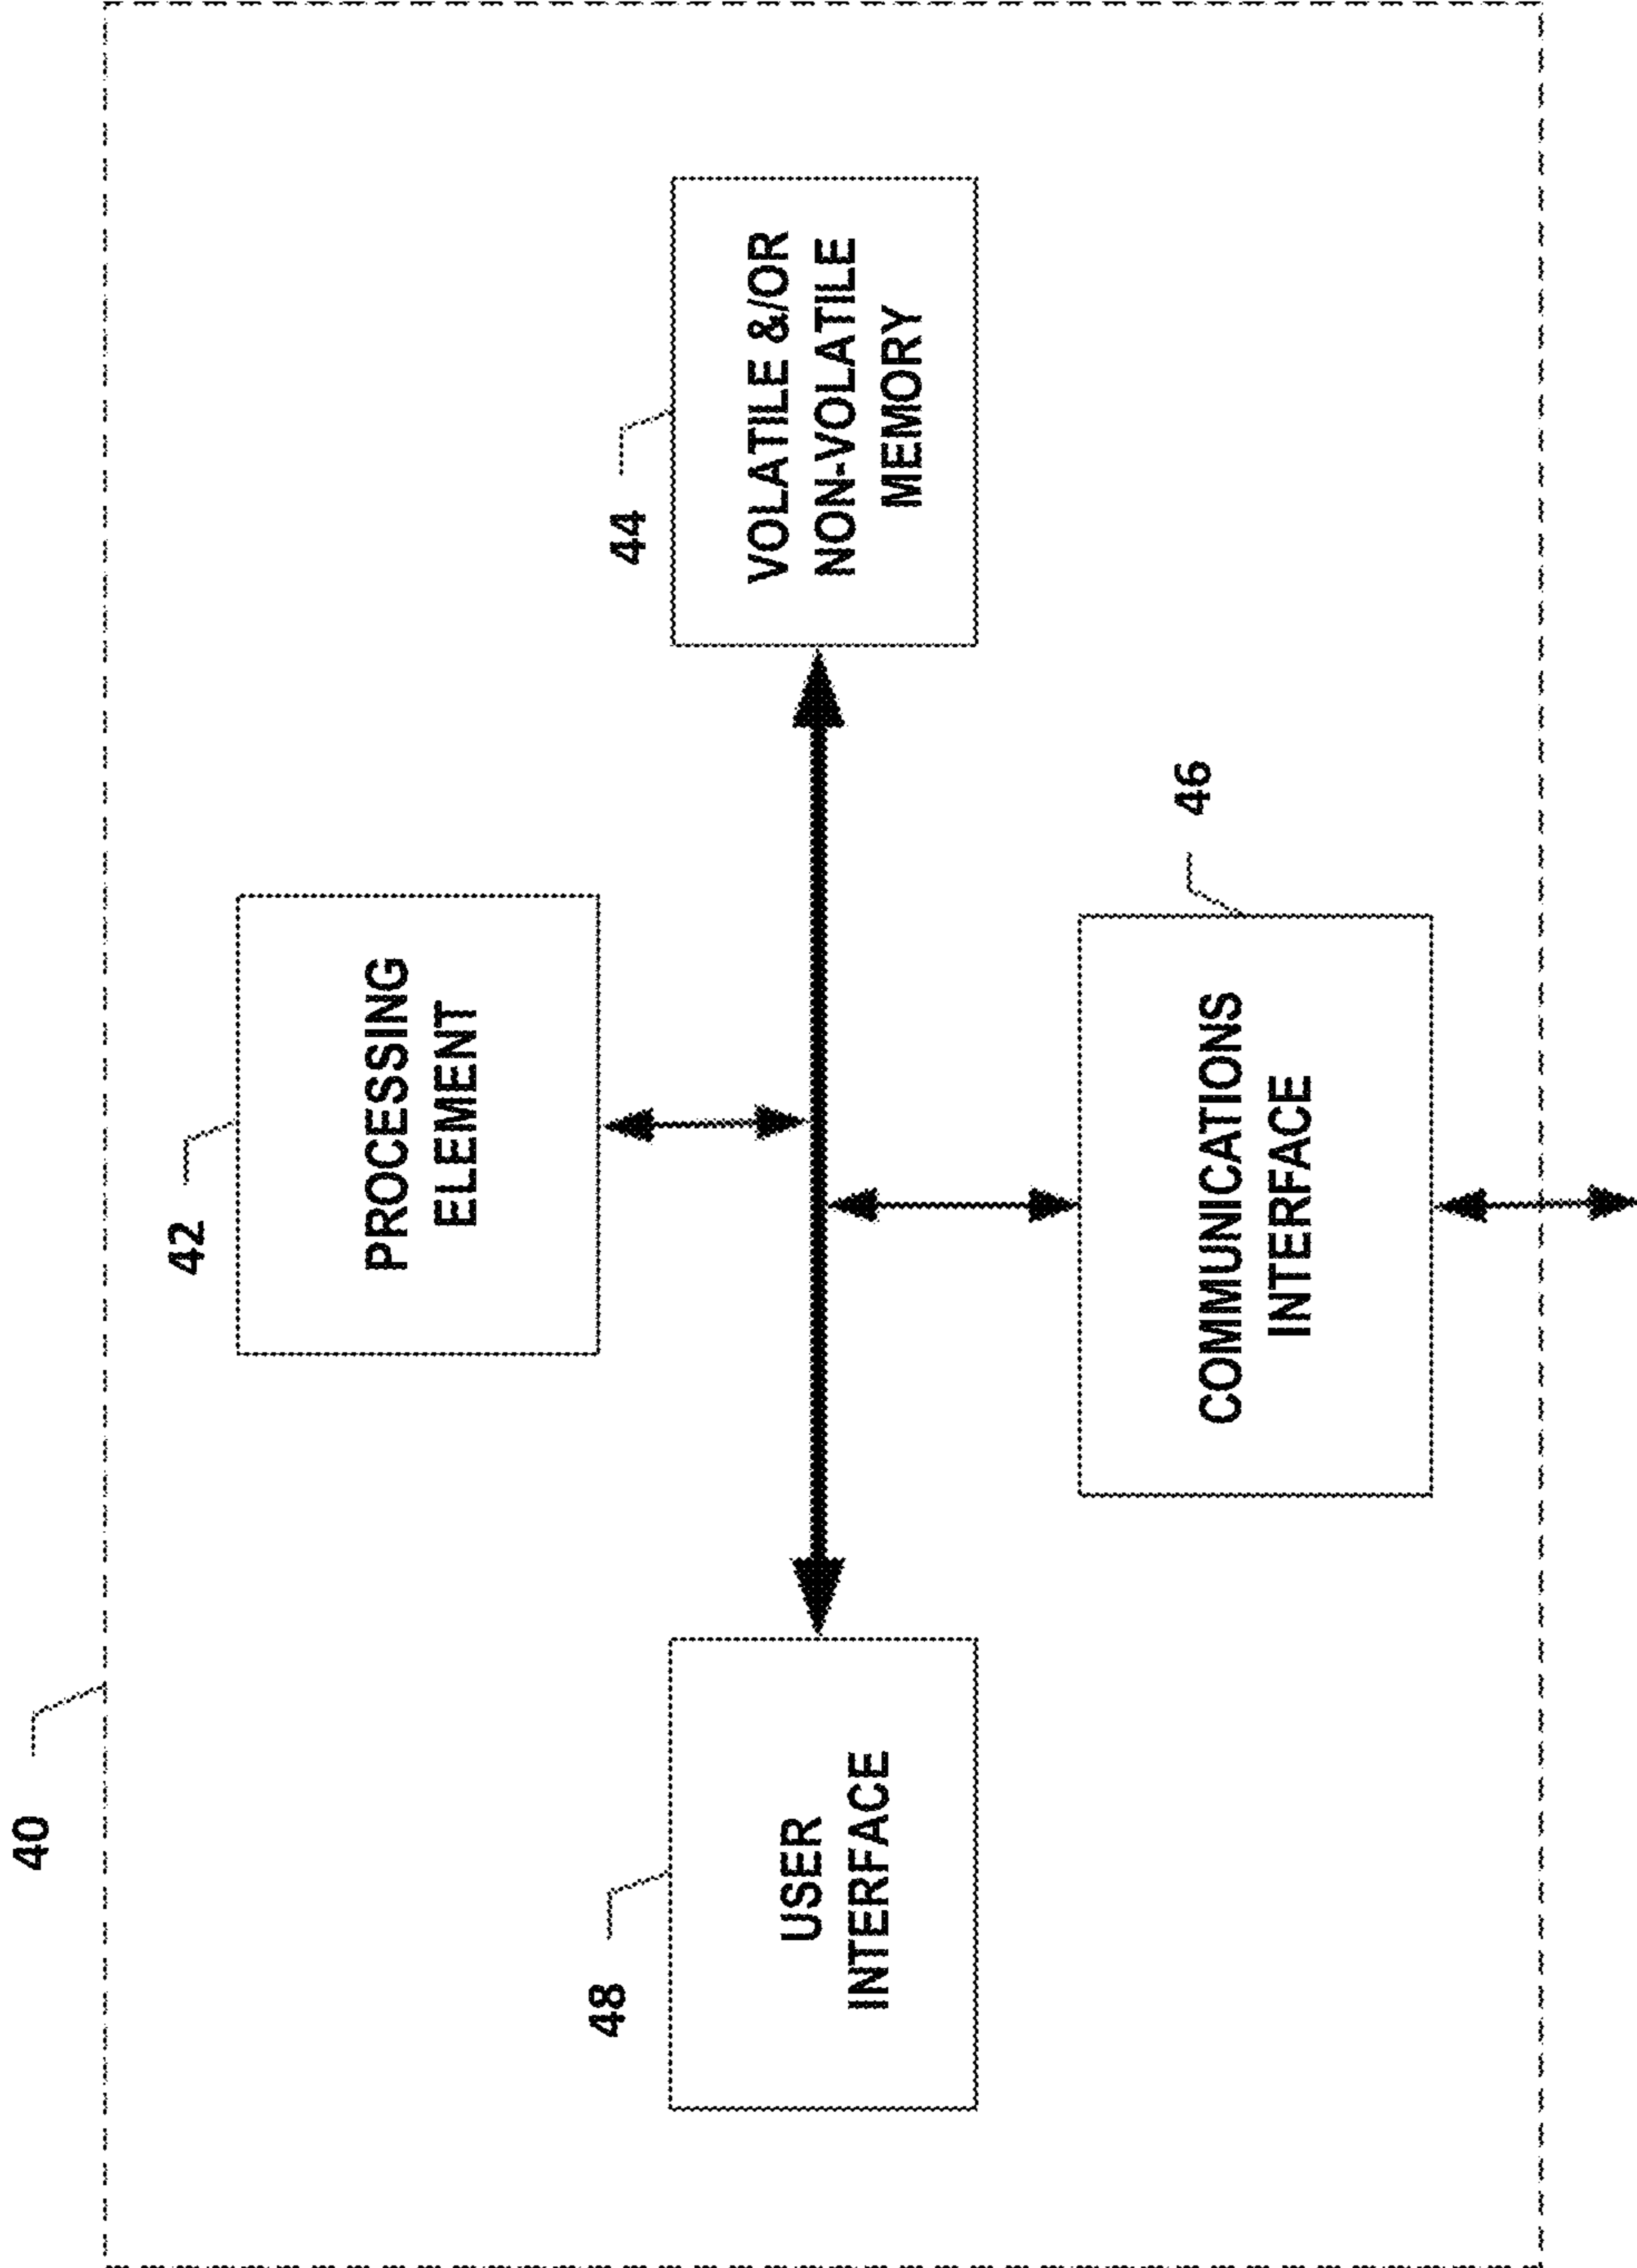 40
42
PROCESSING
ELEMENT
44
VOLATILE &/OR
NON-VOLATILE
MEMORY
48
USER
INTERFACE
46
COMMUNICATIONS
INTERFACE